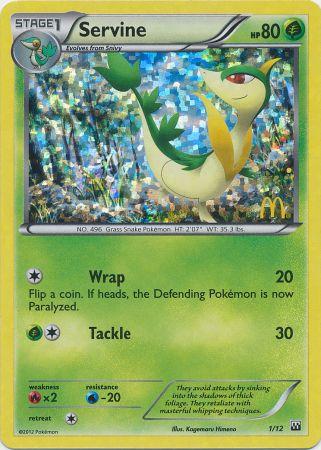 STAGE1 Servine HP80
Evolves from Snivy
M
NO. 496 Grass Snake Pokémon HT: 2'07" WT: 35.3 lbs.
Wrap 20
Flip a coin. If heads, the Defending Pokémon is now
Paralyzed.
Tackle 30
weakness resistance
×2 -20
retreat
They avoid attacks by sinking
into the shadows of thick
foliage. They retaliate with
masterful whipping techniques.
©2012 Pokémon Illus. Kagemaru Himeno 1/12